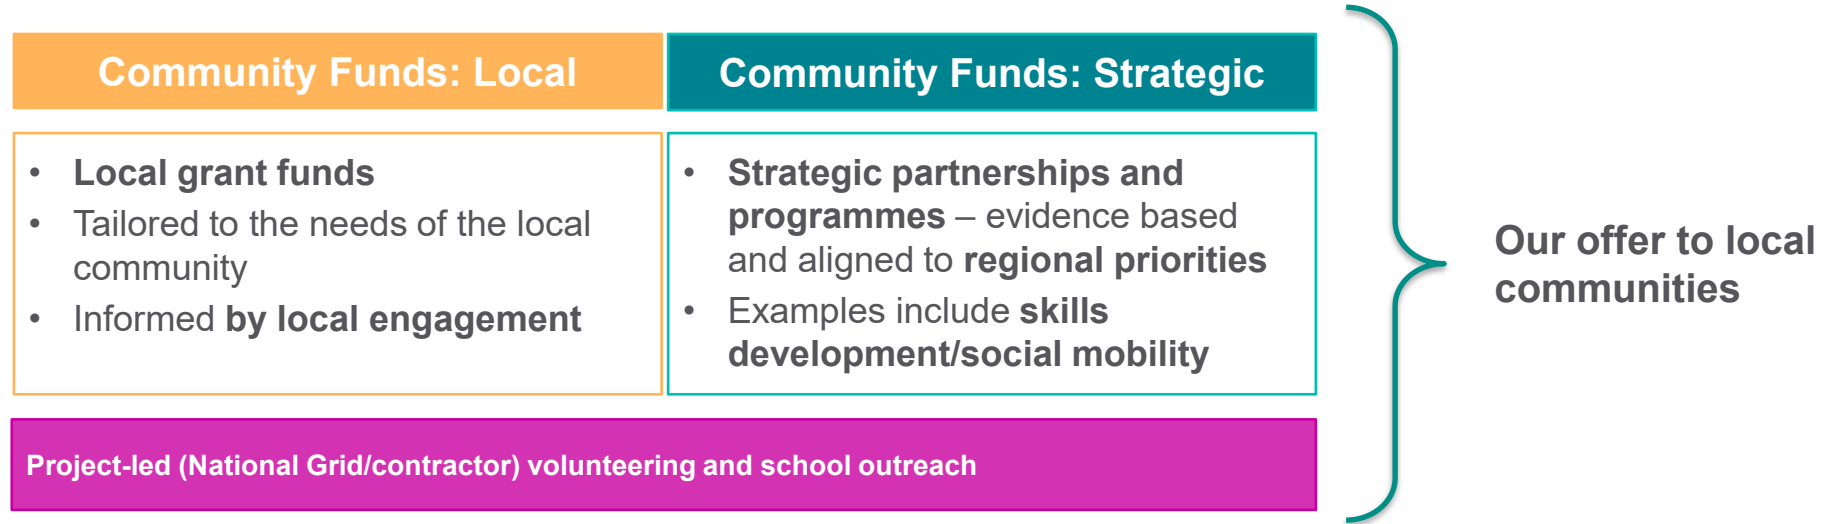 Community Funds: Local
• Local grant funds
• Tailored to the needs of the local
community
• Informed by local engagement
Community Funds: Strategic
• Strategic partnerships and
programmes – evidence based
and aligned to regional priorities
• Examples include skills
development/social mobility
Project-led (National Grid/contractor) volunteering and school outreach
Our offer to local
communities